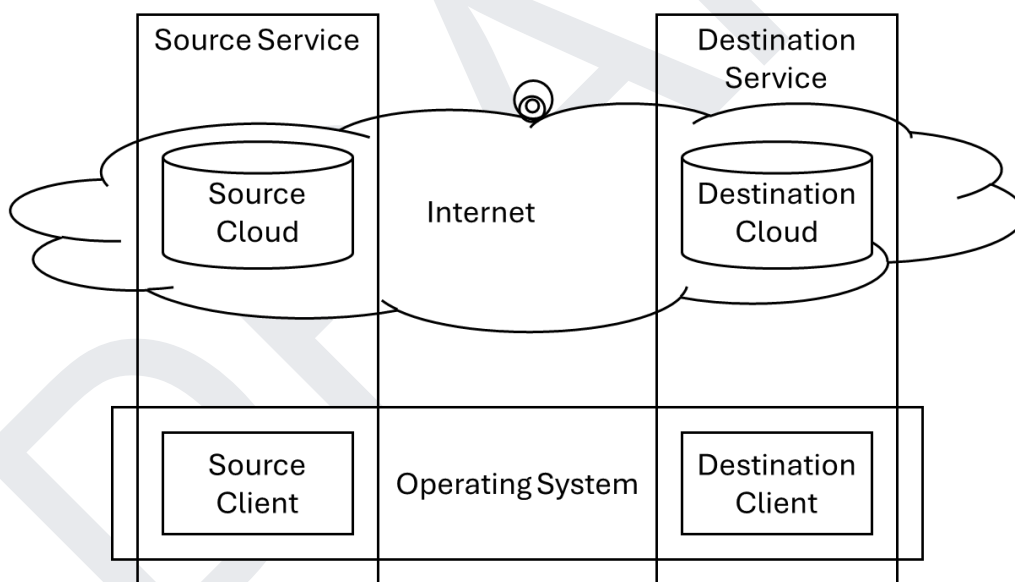 Source Service
Destination
Service
Source
Cloud
Internet
Destination
Cloud
Source
Client
Operating System
Destination
Client